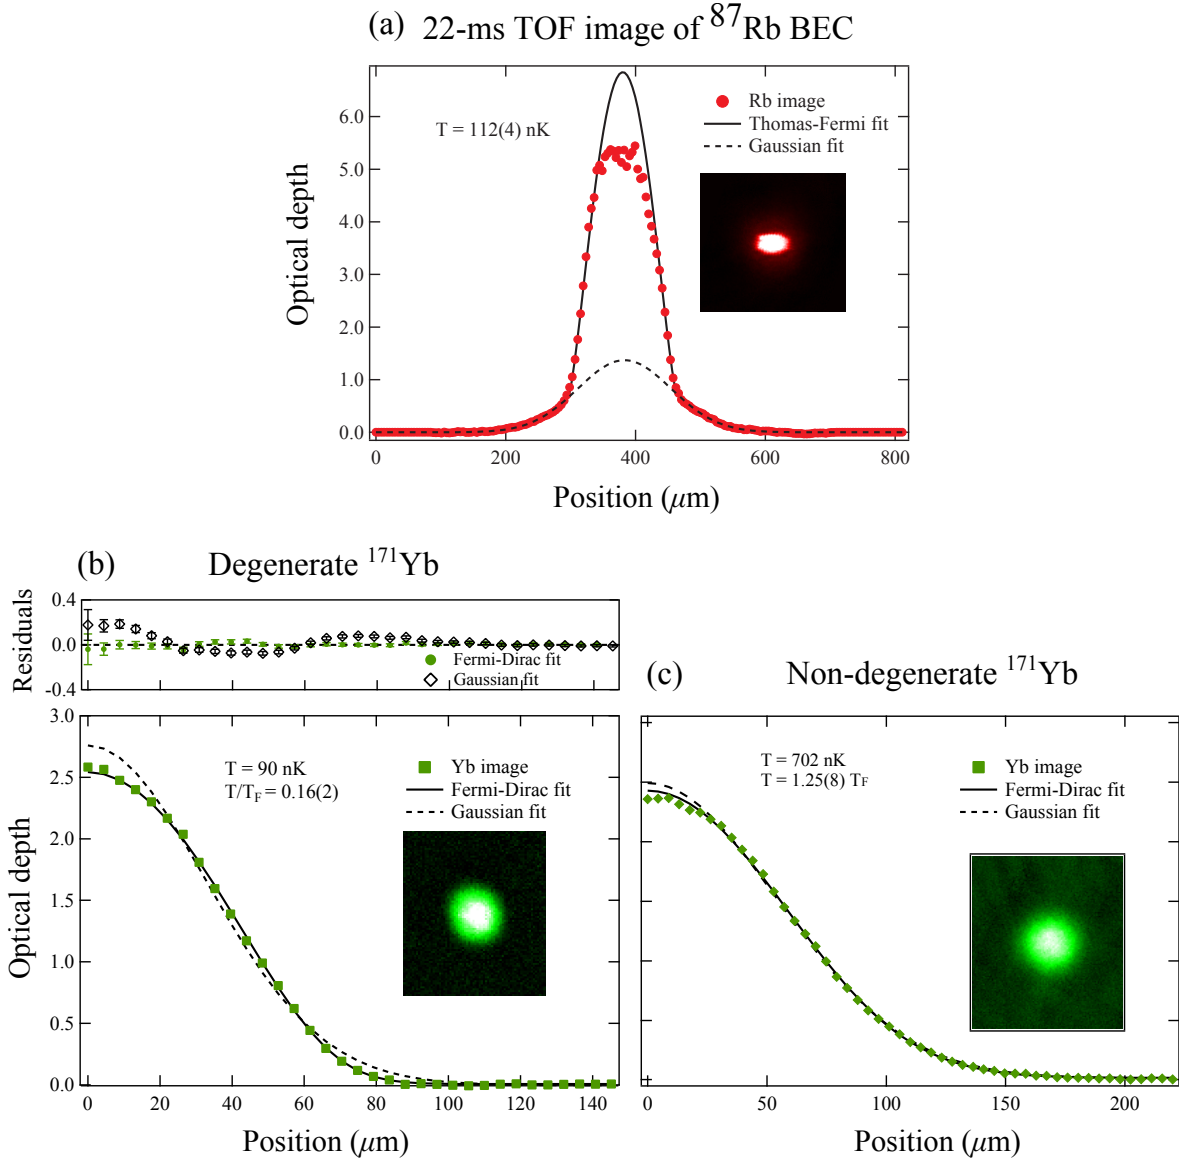 (a) 22-ms TOF image of ⁸⁷Rb BEC
6.0
5.0
4.0
3.0
2.0
1.0
0.0
Optical depth
T = 112(4) nK
Rb image
Thomas-Fermi fit
Gaussian fit
0 200 400 600 800
Position (μm)
(b) Degenerate ¹⁷¹Yb
Residuals
0.4
0.0
-0.4
Fermi-Dirac fit
Gaussian fit
3.0
2.5
2.0
1.5
1.0
0.5
0.0
Optical depth
T = 90 nK
T/T_F = 0.16(2)
Yb image
Fermi-Dirac fit
Gaussian fit
0 20 40 60 80 100 120 140
Position (μm)
(c) Non-degenerate ¹⁷¹Yb
T = 702 nK
T = 1.25(8) T_F
Yb image
Fermi-Dirac fit
Gaussian fit
0 50 100 150 200
Position (μm)